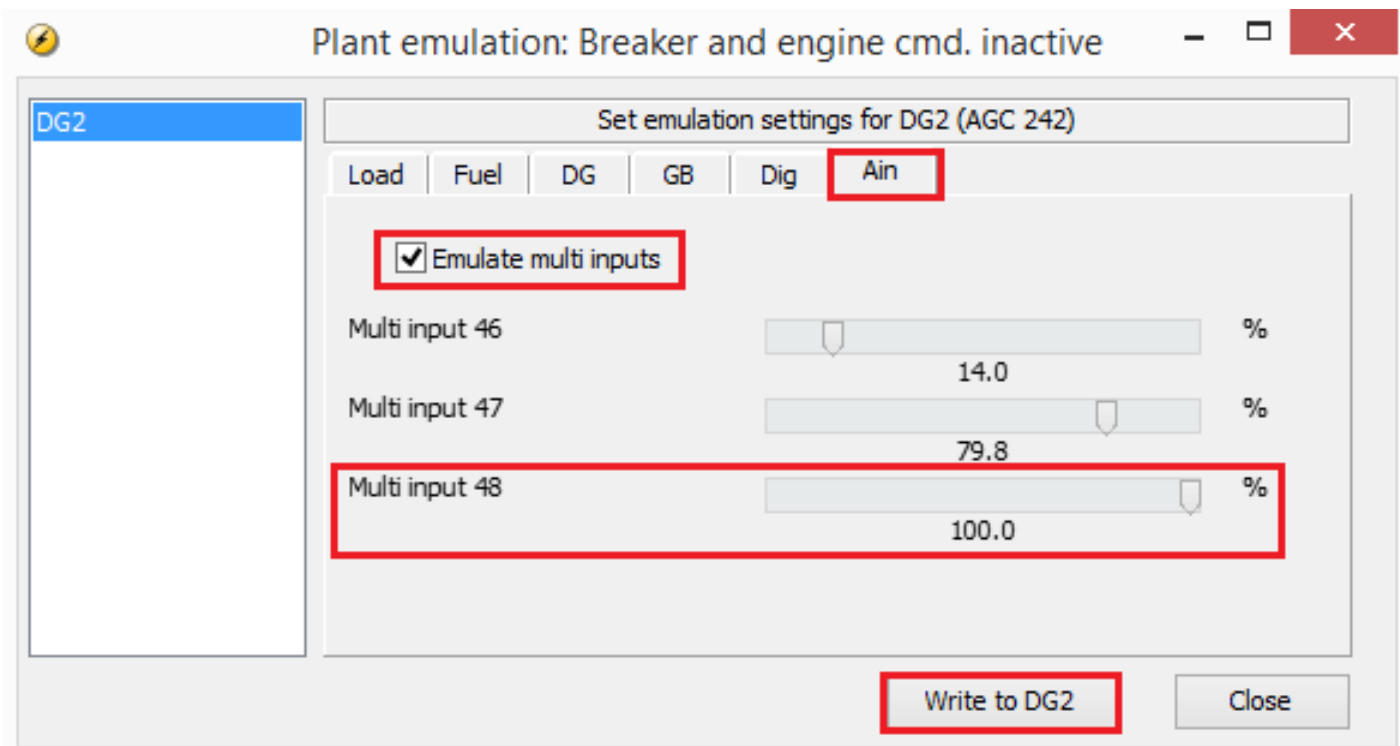 Plant emulation: Breaker and engine cmd. inactive
DG2
Set emulation settings for DG2 (AGC 242)
Load Fuel DG GB Dig Ain
Emulate multi inputs
Multi input 46 %
14.0
Multi input 47 %
79.8
Multi input 48 %
100.0
Write to DG2 Close